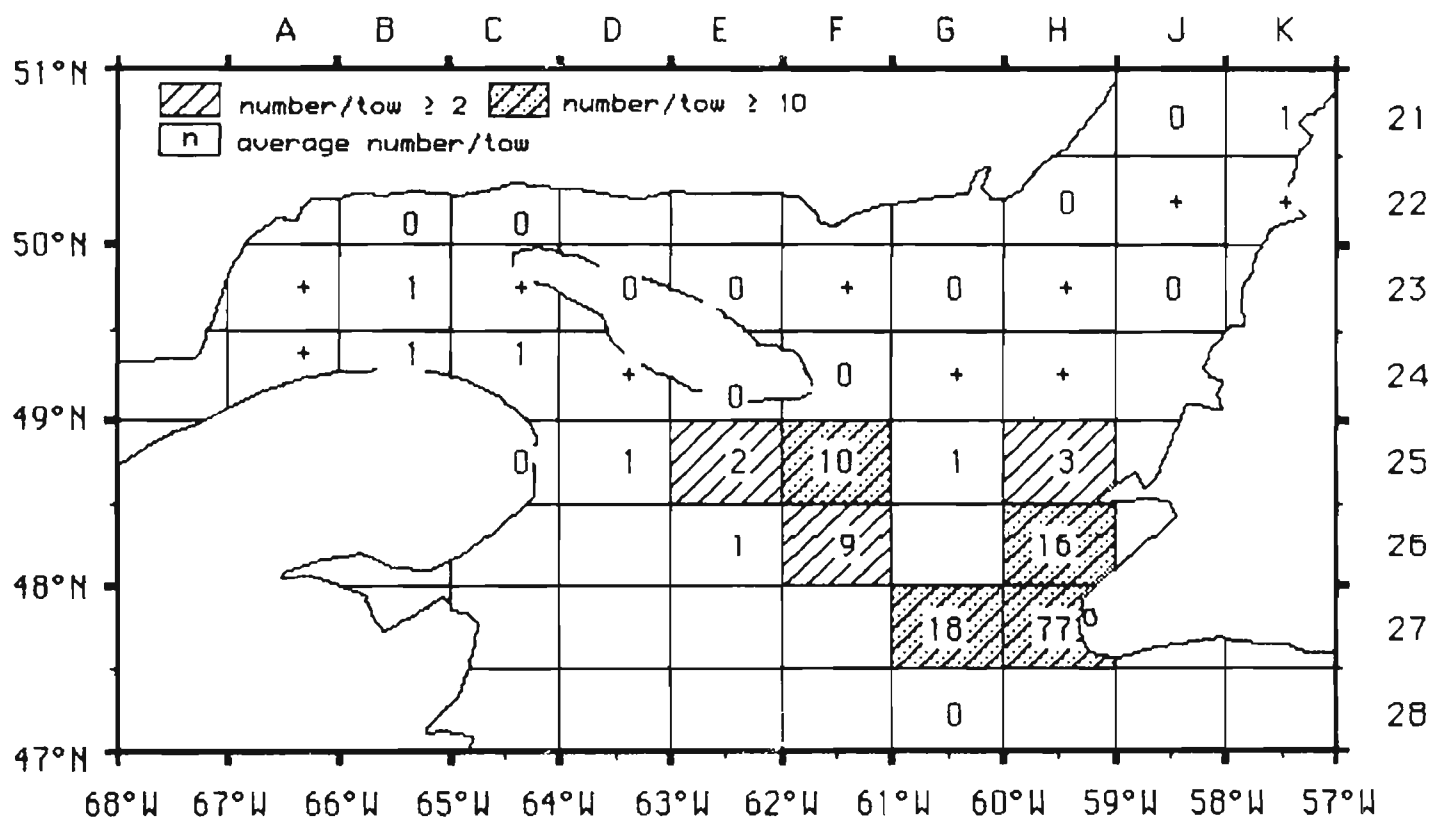 A B C D E F G H J K
51°N
number/tow ≥ 2 number/tow ≥ 10
n average number/tow
0 1 21
0 + + 22
0 0
50°N
+ 1 + 0 0 + 0 + 0 23
+ 1 1 + 0 0 + + 24
49°N
0 1 2 10 1 3 25
1 9 16 26
48°N
18 77 27
0 28
47°N
68°W 67°W 66°W 65°W 64°W 63°W 62°W 61°W 60°W 59°W 58°W 57°W